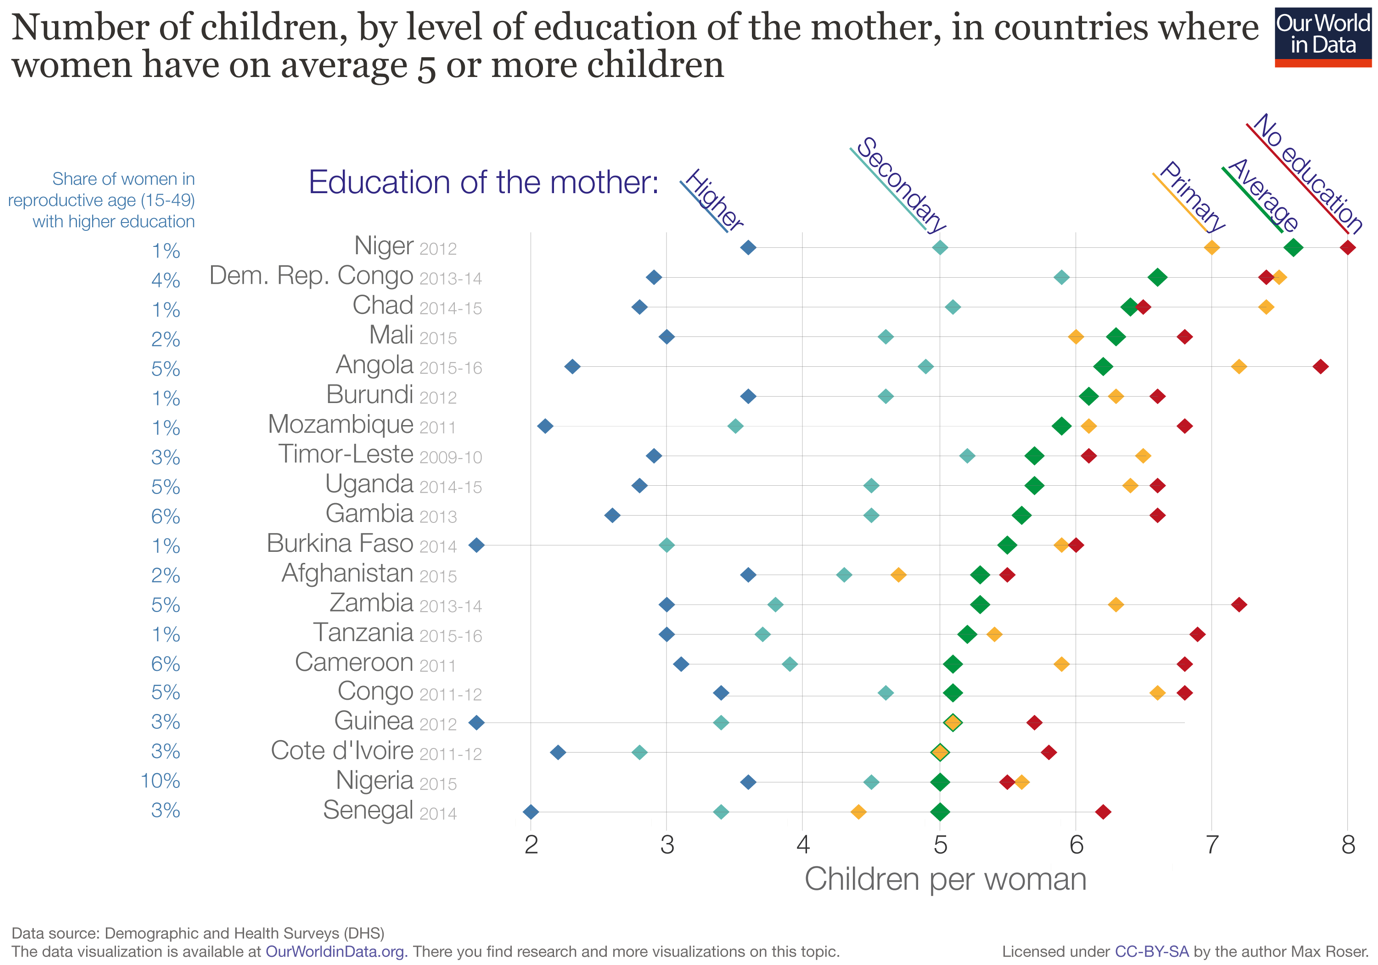 Number of children, by level of education of the mother, in countries where
women have on average 5 or more children
Our World
in Data
Share of women in
reproductive age (15-49)
with higher education
Education of the mother:
Higher
Secondary
Primary
Average
No education
1% Niger 2012
4% Dem. Rep. Congo 2013-14
1% Chad 2014-15
2% Mali 2015
5% Angola 2015-16
1% Burundi 2012
1% Mozambique 2011
3% Timor-Leste 2009-10
5% Uganda 2014-15
6% Gambia 2013
1% Burkina Faso 2014
2% Afghanistan 2015
5% Zambia 2013-14
1% Tanzania 2015-16
6% Cameroon 2011
5% Congo 2011-12
3% Guinea 2012
3% Cote d'Ivoire 2011-12
10% Nigeria 2015
3% Senegal 2014
2 3 4 5 6 7 8
Children per woman
Data source: Demographic and Health Surveys (DHS)
The data visualization is available at OurWorldinData.org. There you find research and more visualizations on this topic.
Licensed under CC-BY-SA by the author Max Roser.